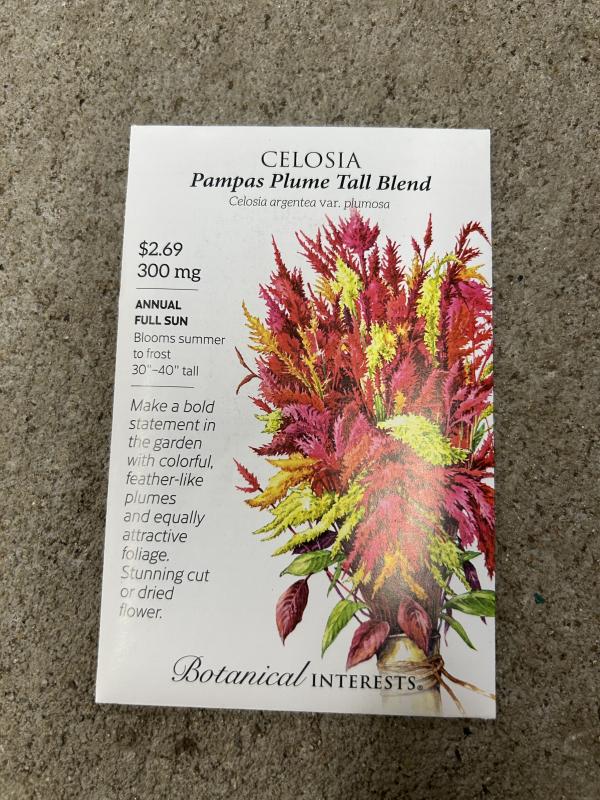 CELOSIA
Pampas Plume Tall Blend
Celosia argentea var. plumosa
$2.69
300 mg
ANNUAL
FULL SUN
Blooms summer
to frost
30"–40" tall
Make a bold
statement in
the garden
with colorful,
feather-like
plumes
and equally
attractive
foliage.
Stunning cut
or dried
flower.
Botanical INTERESTS®